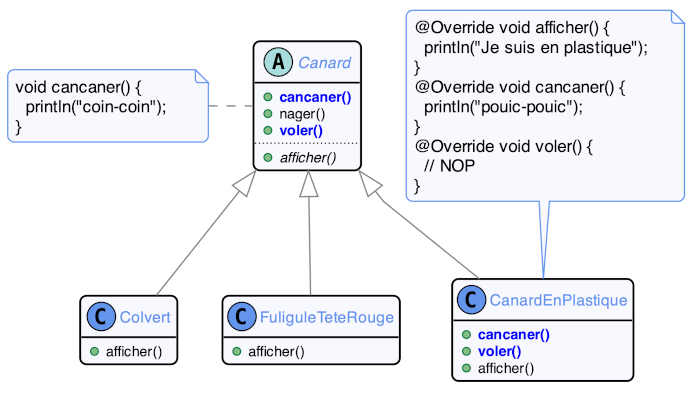 @Override void afficher() {
println("Je suis en plastique");
}
@Override void cancaner() {
println("pouic-pouic");
}
@Override void voler() {
// NOP
}
void cancaner() {
println("coin-coin");
}
A Canard
cancaner()
nager()
voler()
afficher()
C Colvert
afficher()
C FuliguleTeteRouge
afficher()
C CanardEnPlastique
cancaner()
voler()
afficher()